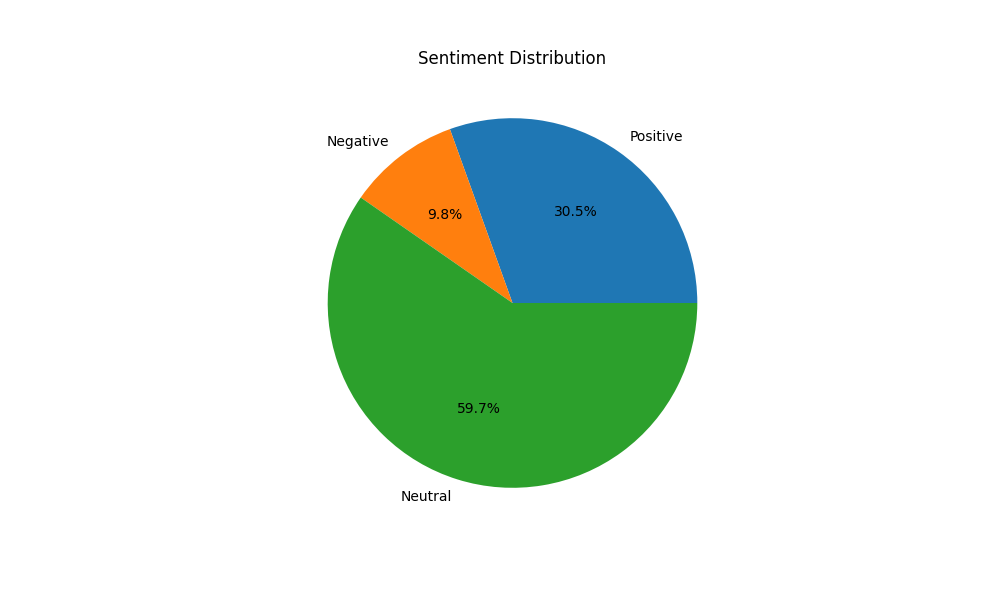 Sentiment Distribution
Positive
Negative
30.5%
9.8%
59.7%
Neutral